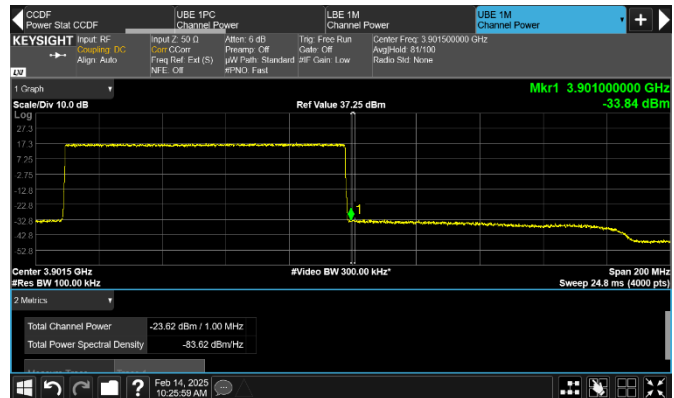 CCDF
Power Stat CCDF
UBE 1PC
Channel Power
LBE 1M
Channel Power
UBE 1M
Channel Power
KEYSIGHT
Input: RF
Coupling: DC
Align: Auto
Input Z: 50 Ω
Corr CCorr
Freq Ref: Ext (S)
NFE: Off
Atten: 6 dB
Preamp: Off
µW Path: Standard
#PNO: Fast
Trig: Free Run
Gate: Off
#IF Gain: Low
Center Freq: 3.901500000 GHz
Avg|Hold: 81/100
Radio Std: None
LXI
1 Graph
Mkr1 3.901000000 GHz
Scale/Div 10.0 dB
Ref Value 37.25 dBm
-33.84 dBm
Log
27.3
17.3
7.25
-2.75
-12.8
-22.8
-32.8
-42.8
-52.8
1
Center 3.9015 GHz
#Video BW 300.00 kHz*
Span 200 MHz
#Res BW 100.00 kHz
Sweep 24.8 ms (4000 pts)
2 Metrics
Total Channel Power -23.62 dBm / 1.00 MHz
Total Power Spectral Density -83.62 dBm/Hz
Feb 14, 2025
10:25:59 AM